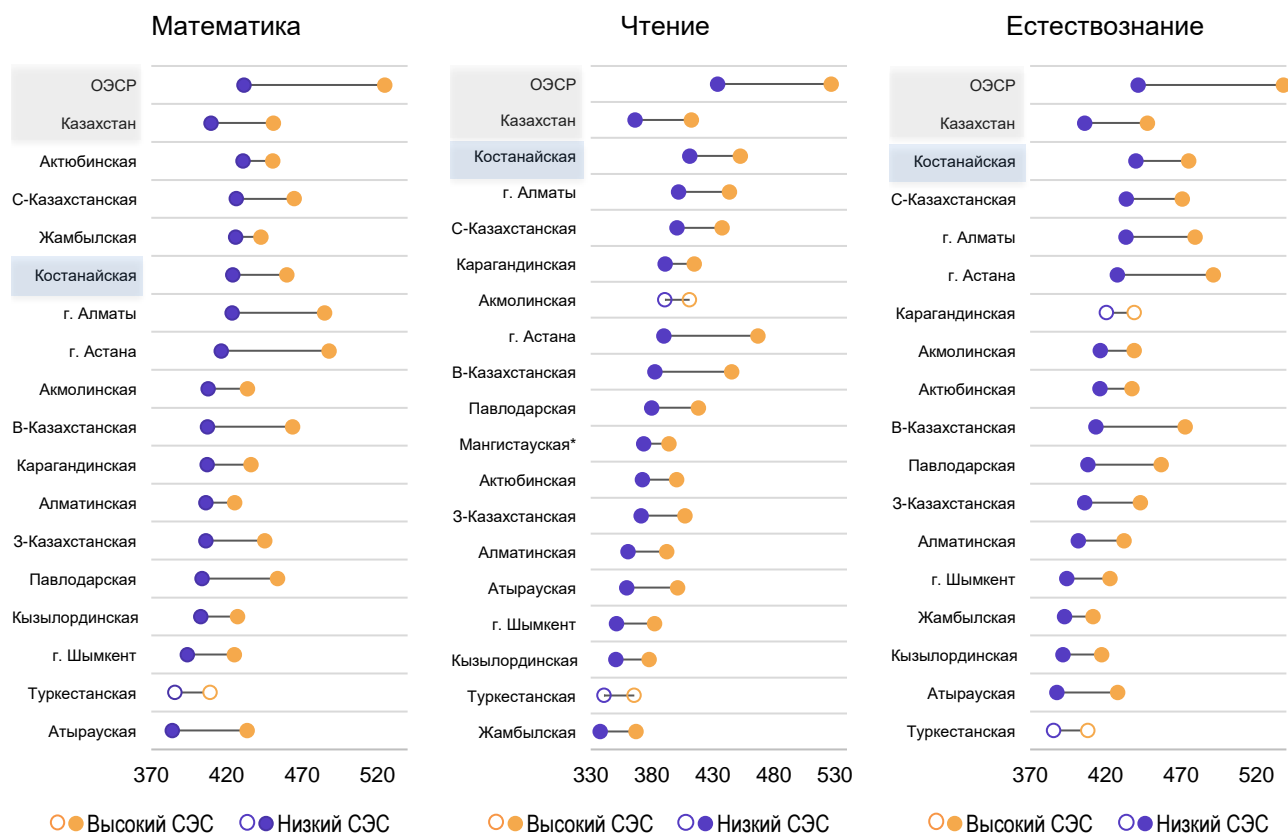 Математика
ОЭСР
Казахстан
Актюбинская
С-Казахстанская
Жамбылская
Костанайская
г. Алматы
г. Астана
Акмолинская
В-Казахстанская
Карагандинская
Алматинская
З-Казахстанская
Павлодарская
Кызылординская
г. Шымкент
Туркестанская
Атырауская
370 420 470 520
Высокий СЭС Низкий СЭС
Чтение
ОЭСР
Казахстан
Костанайская
г. Алматы
С-Казахстанская
Карагандинская
Акмолинская
г. Астана
В-Казахстанская
Павлодарская
Мангистауская*
Актюбинская
З-Казахстанская
Алматинская
Атырауская
г. Шымкент
Кызылординская
Туркестанская
Жамбылская
330 380 430 480 530
Высокий СЭС Низкий СЭС
Естествознание
ОЭСР
Казахстан
Костанайская
С-Казахстанская
г. Алматы
г. Астана
Карагандинская
Акмолинская
Актюбинская
В-Казахстанская
Павлодарская
З-Казахстанская
Алматинская
г. Шымкент
Жамбылская
Кызылординская
Атырауская
Туркестанская
370 420 470 520
Высокий СЭС Низкий СЭС